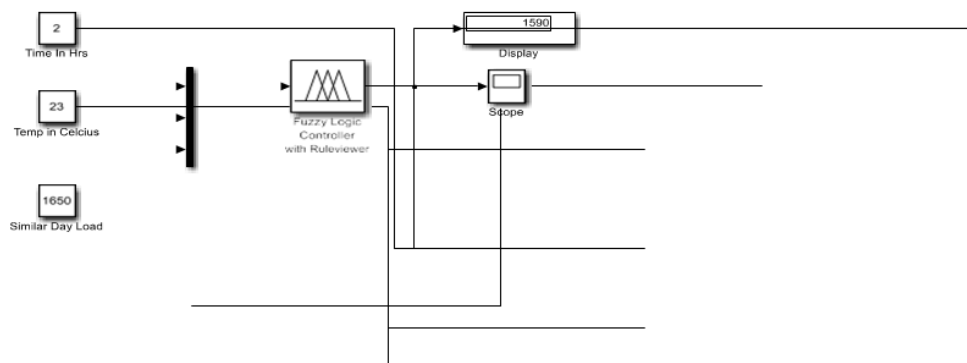 2
Time In Hrs
23
Temp in Celcius
1650
Similar Day Load
Fuzzy Logic
Controller
with Ruleviewer
1590
Display
Scope